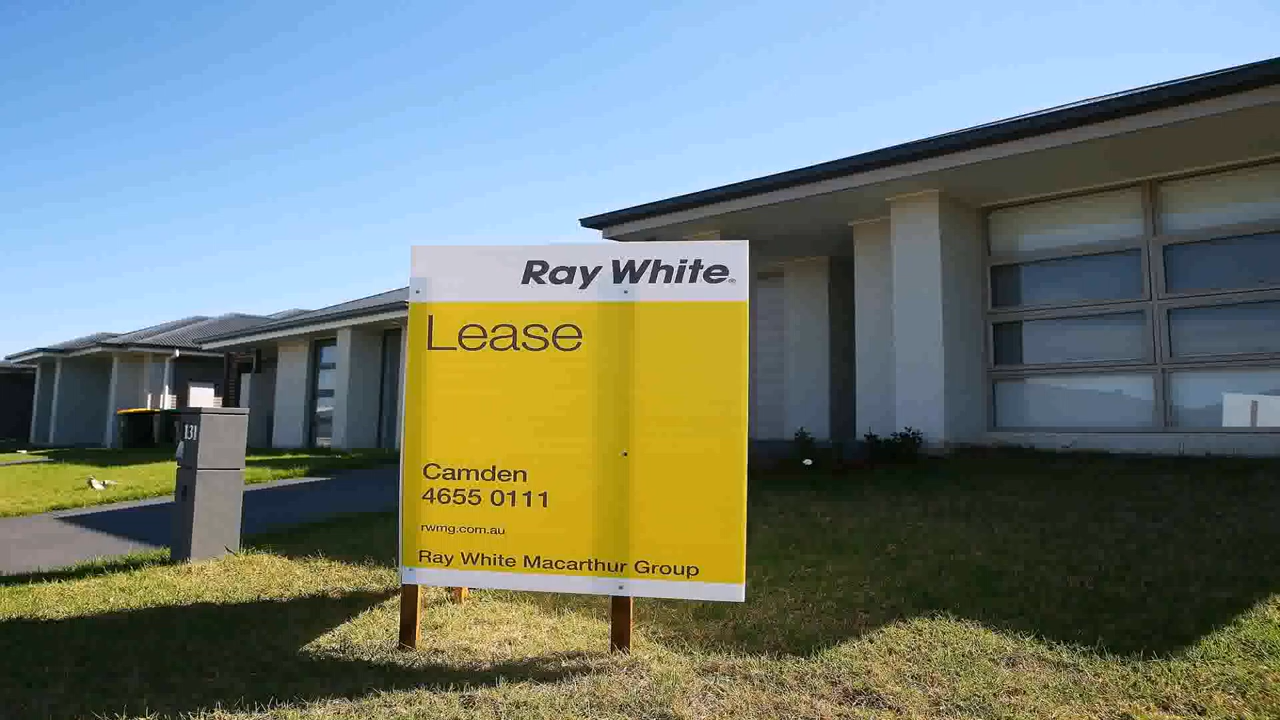 Ray White
Lease
Camden
4655 0111
rwmg.com.au
Ray White Macarthur Group
131